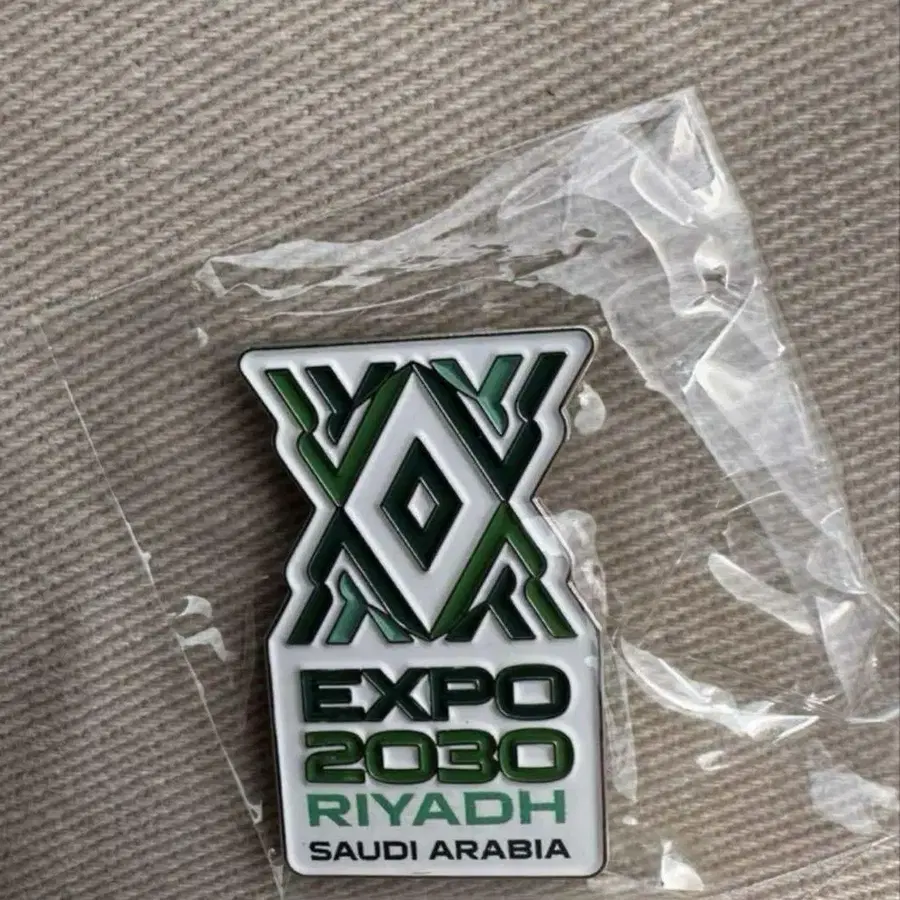 EXPO
2030
RIYADH
SAUDI ARABIA